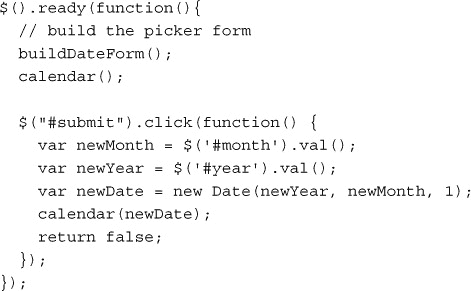 $().ready(function(){
  // build the picker form
  buildDateForm();
  calendar();

  $("#submit").click(function() {
    var newMonth = $('#month').val();
    var newYear = $('#year').val();
    var newDate = new Date(newYear, newMonth, 1);
    calendar(newDate);
    return false;
  });
});